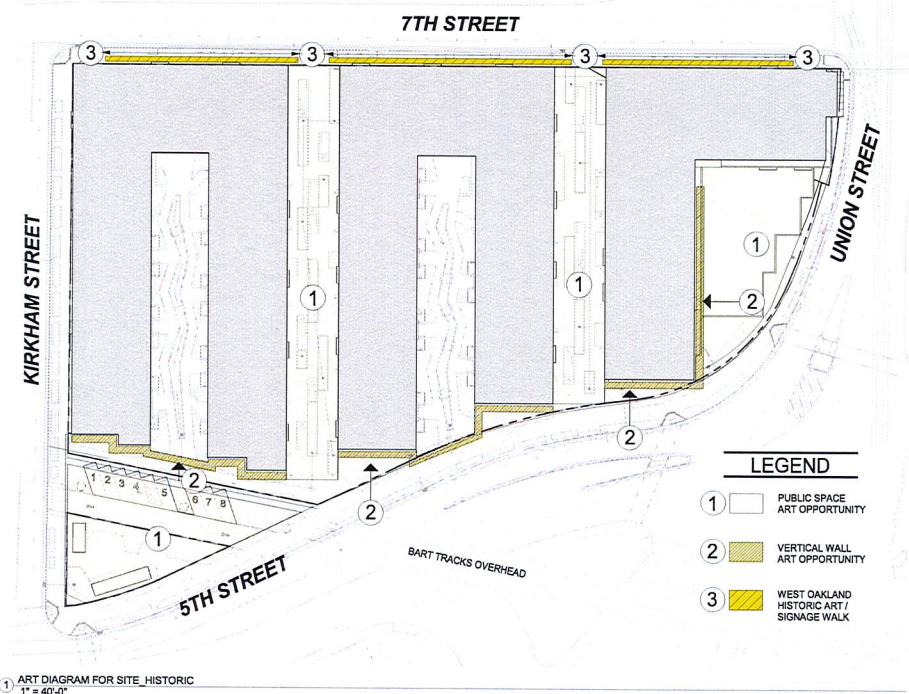 7TH STREET
3 3 3 3
KIRKHAM STREET
UNION STREET
1
1
1
2
2
2
2
1 2 3 4 5 6 7 8
1
5TH STREET
BART TRACKS OVERHEAD
LEGEND
1 PUBLIC SPACE
ART OPPORTUNITY
2 VERTICAL WALL
ART OPPORTUNITY
3 WEST OAKLAND
HISTORIC ART /
SIGNAGE WALK
1 ART DIAGRAM FOR SITE_HISTORIC
1" = 40'-0"